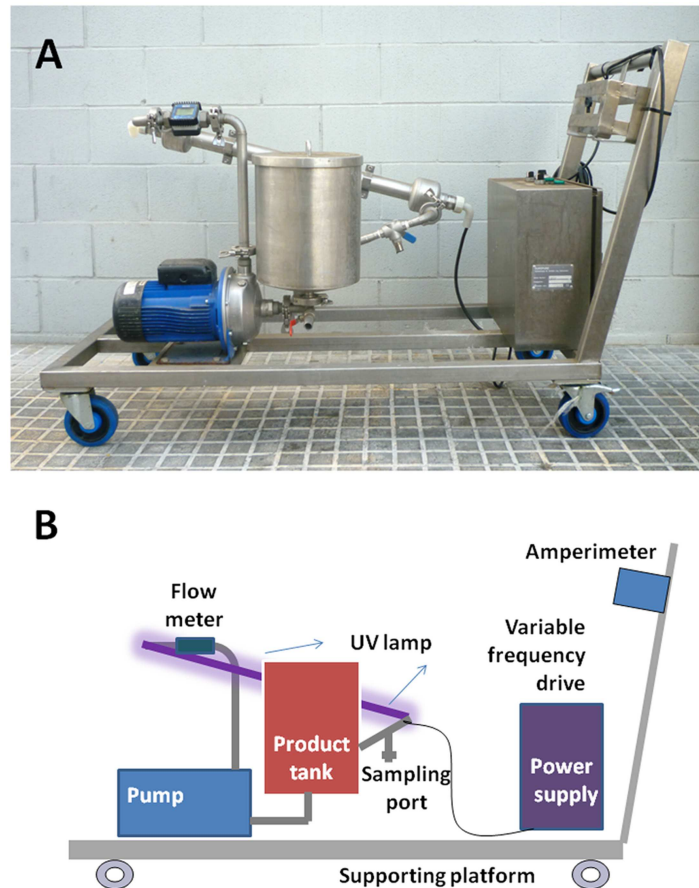 A
B
Amperimeter
Flow
meter
UV lamp
Variable
frequency
drive
Product
tank
Sampling
port
Pump
Power
supply
Supporting platform